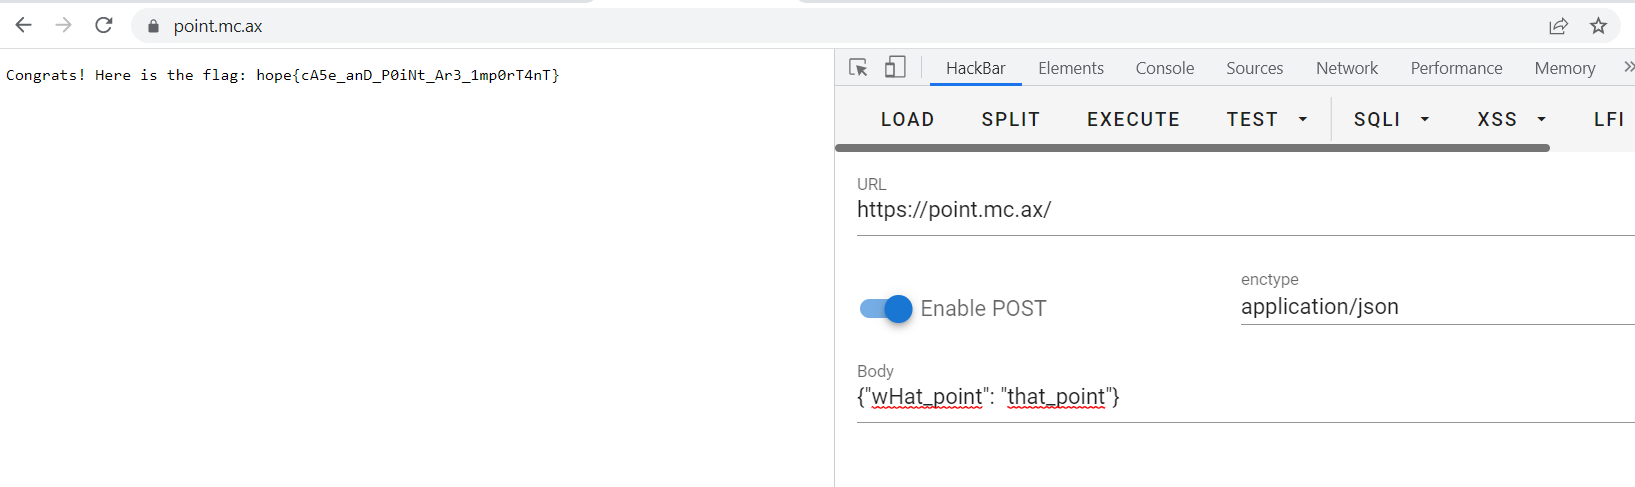 point.mc.ax
Congrats! Here is the flag: hope{cA5e_anD_P0iNt_Ar3_1mp0rT4nT}
HackBar Elements Console Sources Network Performance Memory »
LOAD SPLIT EXECUTE TEST SQLI XSS LFI
URL
https://point.mc.ax/
enctype
Enable POST
application/json
Body
{"wHat_point": "that_point"}